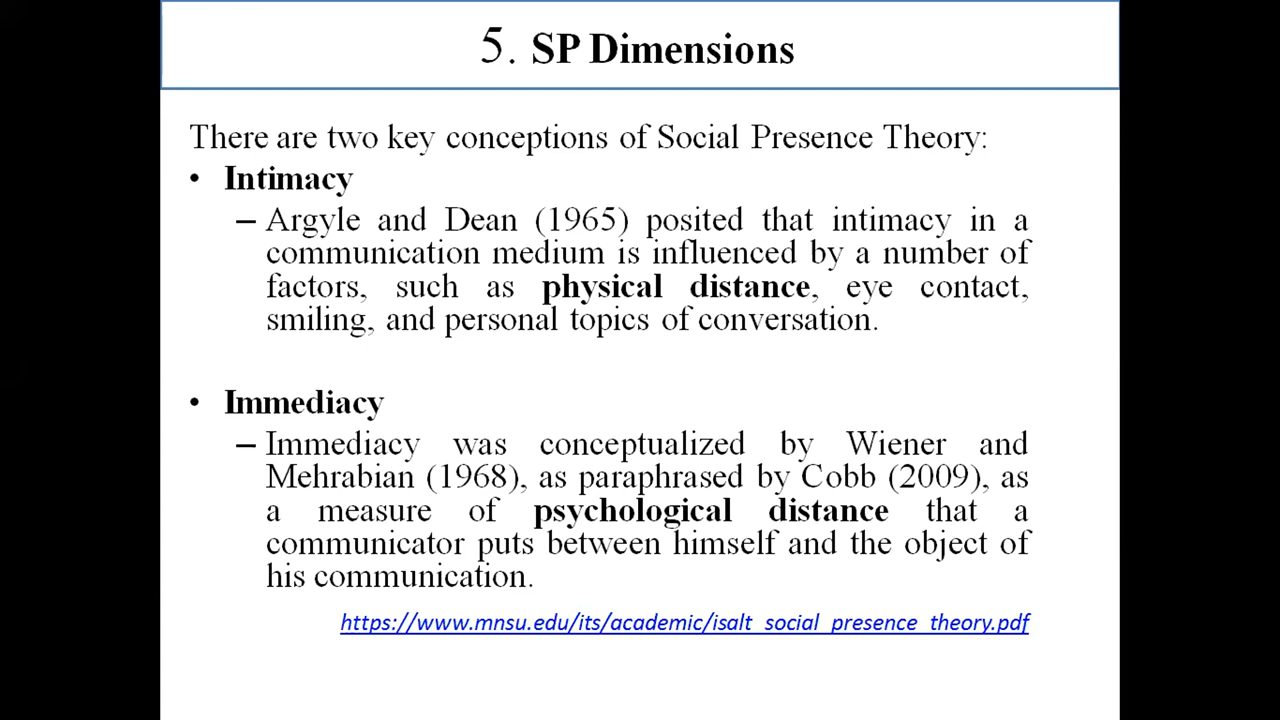 5. SP Dimensions
There are two key conceptions of Social Presence Theory:
• Intimacy
– Argyle and Dean (1965) posited that intimacy in a
communication medium is influenced by a number of
factors, such as physical distance, eye contact,
smiling, and personal topics of conversation.
• Immediacy
– Immediacy was conceptualized by Wiener and
Mehrabian (1968), as paraphrased by Cobb (2009), as
a measure of psychological distance that a
communicator puts between himself and the object of
his communication.
https://www.mnsu.edu/its/academic/isalt_social_presence_theory.pdf